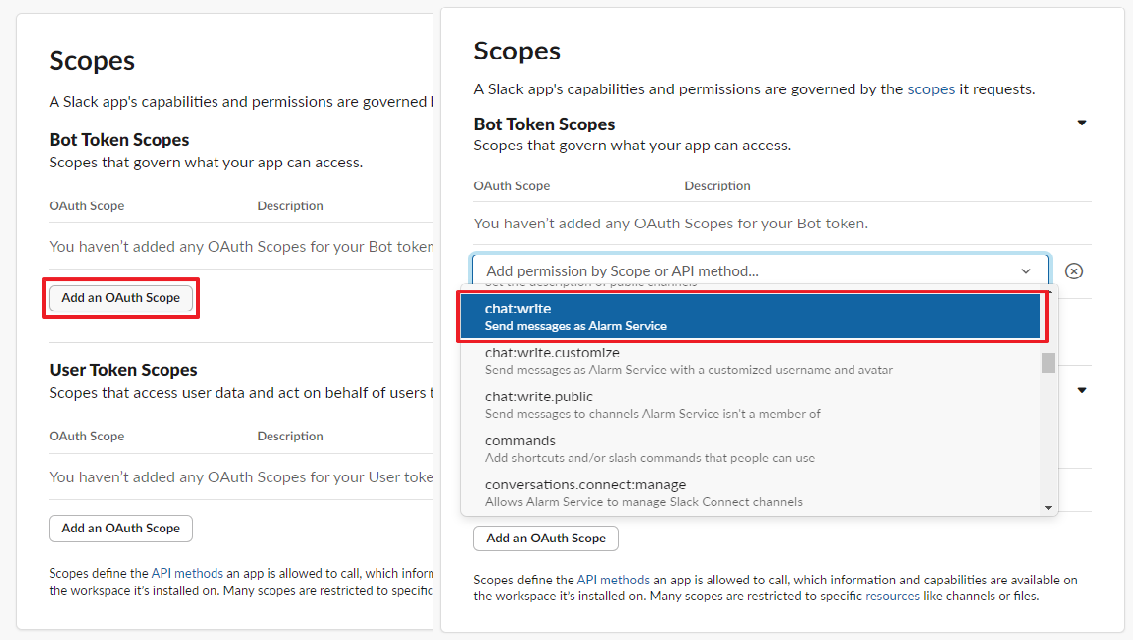 Scopes
A Slack app's capabilities and permissions are governed
Bot Token Scopes
Scopes that govern what your app can access.
OAuth Scope Description
You haven't added any OAuth Scopes for your Bot token
Add an OAuth Scope
User Token Scopes
Scopes that access user data and act on behalf of users
OAuth Scope Description
You haven't added any OAuth Scopes for your User
Add an OAuth Scope
Scopes define the API methods an app is allowed to call, which
the workspace it's installed on. Many scopes are restricted to
Scopes
A Slack app's capabilities and permissions are governed by the scopes it requests.
Bot Token Scopes
Scopes that govern what your app can access.
OAuth Scope Description
You haven't added any OAuth Scopes for your Bot token.
Add permission by Scope or API method...
Set the description of public channels
chat:write
Send messages as Alarm Service
chat:write.customize
Send messages as Alarm Service with a customized username and avatar
chat:write.public
Send messages to channels Alarm Service isn't a member of
commands
Add shortcuts and/or slash commands that people can use
conversations.connect:manage
Allows Alarm Service to manage Slack Connect channels
Add an OAuth Scope
Scopes define the API methods an app is allowed to call, which information and capabilities are available on
the workspace it's installed on. Many scopes are restricted to specific resources like channels or files.